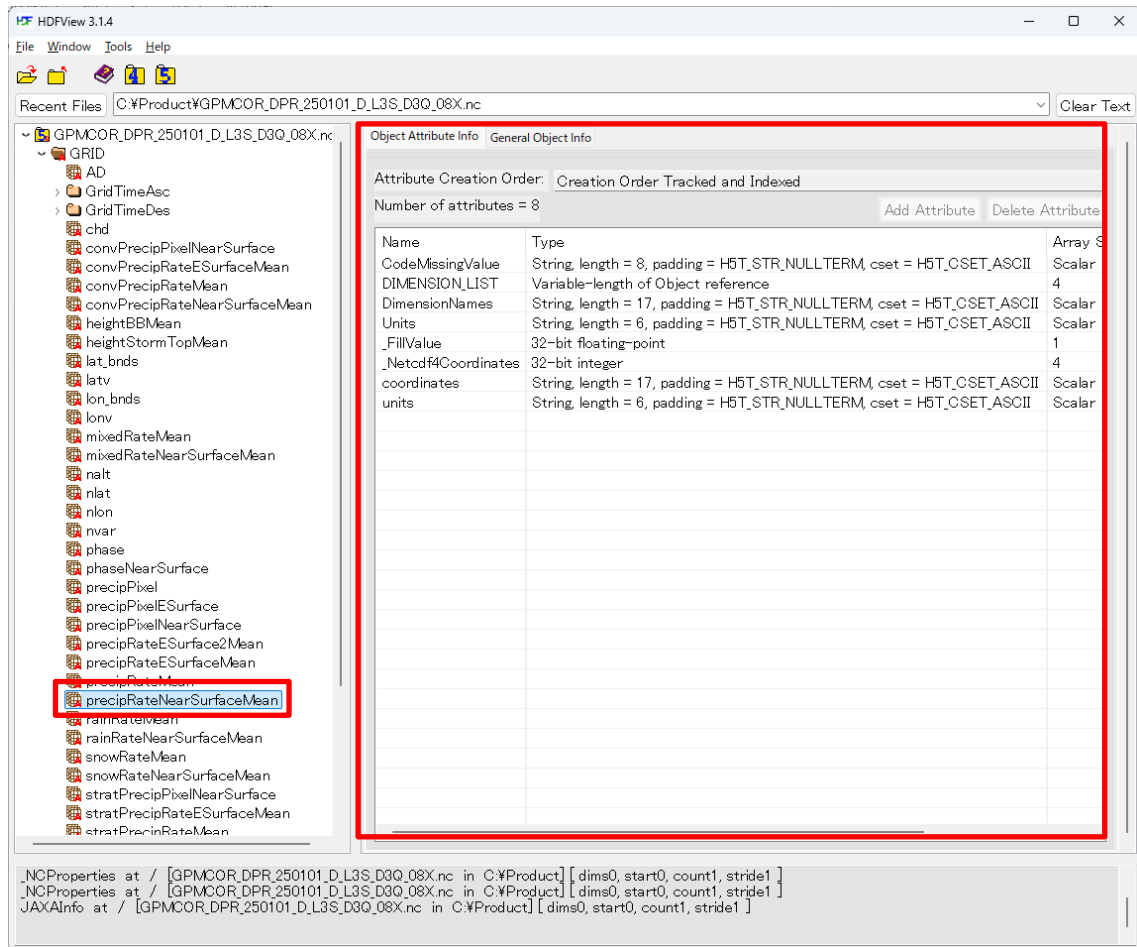 HDFView 3.1.4
File Window Tools Help
Recent Files C:¥Product¥GPMCOR_DPR_250101_D_L3S_D3Q_08X.nc Clear Text
GPMCOR_DPR_250101_D_L3S_D3Q_08X.nc
GRID
AD
GridTimeAsc
GridTimeDes
chd
convPrecipPixelNearSurface
convPrecipRateESurfaceMean
convPrecipRateMean
convPrecipRateNearSurfaceMean
heightBBMean
heightStormTopMean
lat_bnds
latv
lon_bnds
lonv
mixedRateMean
mixedRateNearSurfaceMean
nalt
nlat
nlon
nvar
phase
phaseNearSurface
precipPixel
precipPixelESurface
precipPixelNearSurface
precipRateESurface2Mean
precipRateESurfaceMean
precipRateMean
precipRateNearSurfaceMean
rainRateMean
rainRateNearSurfaceMean
snowRateMean
snowRateNearSurfaceMean
stratPrecipPixelNearSurface
stratPrecipRateESurfaceMean
stratPrecipRateMean
Object Attribute Info General Object Info
Attribute Creation Order: Creation Order Tracked and Indexed
Number of attributes = 8 Add Attribute Delete Attribute
Name Type Array S
CodeMissingValue String, length = 8, padding = H5T_STR_NULLTERM, cset = H5T_CSET_ASCII Scalar
DIMENSION_LIST Variable-length of Object reference 4
DimensionNames String, length = 17, padding = H5T_STR_NULLTERM, cset = H5T_CSET_ASCII Scalar
Units String, length = 6, padding = H5T_STR_NULLTERM, cset = H5T_CSET_ASCII Scalar
_FillValue 32-bit floating-point 1
_Netcdf4Coordinates 32-bit integer 4
coordinates String, length = 17, padding = H5T_STR_NULLTERM, cset = H5T_CSET_ASCII Scalar
units String, length = 6, padding = H5T_STR_NULLTERM, cset = H5T_CSET_ASCII Scalar
_NCProperties at / [GPMCOR_DPR_250101_D_L3S_D3Q_08X.nc in C:¥Product] [ dims0, start0, count1, stride1 ]
_NCProperties at / [GPMCOR_DPR_250101_D_L3S_D3Q_08X.nc in C:¥Product] [ dims0, start0, count1, stride1 ]
JAXAInfo at / [GPMCOR_DPR_250101_D_L3S_D3Q_08X.nc in C:¥Product] [ dims0, start0, count1, stride1 ]